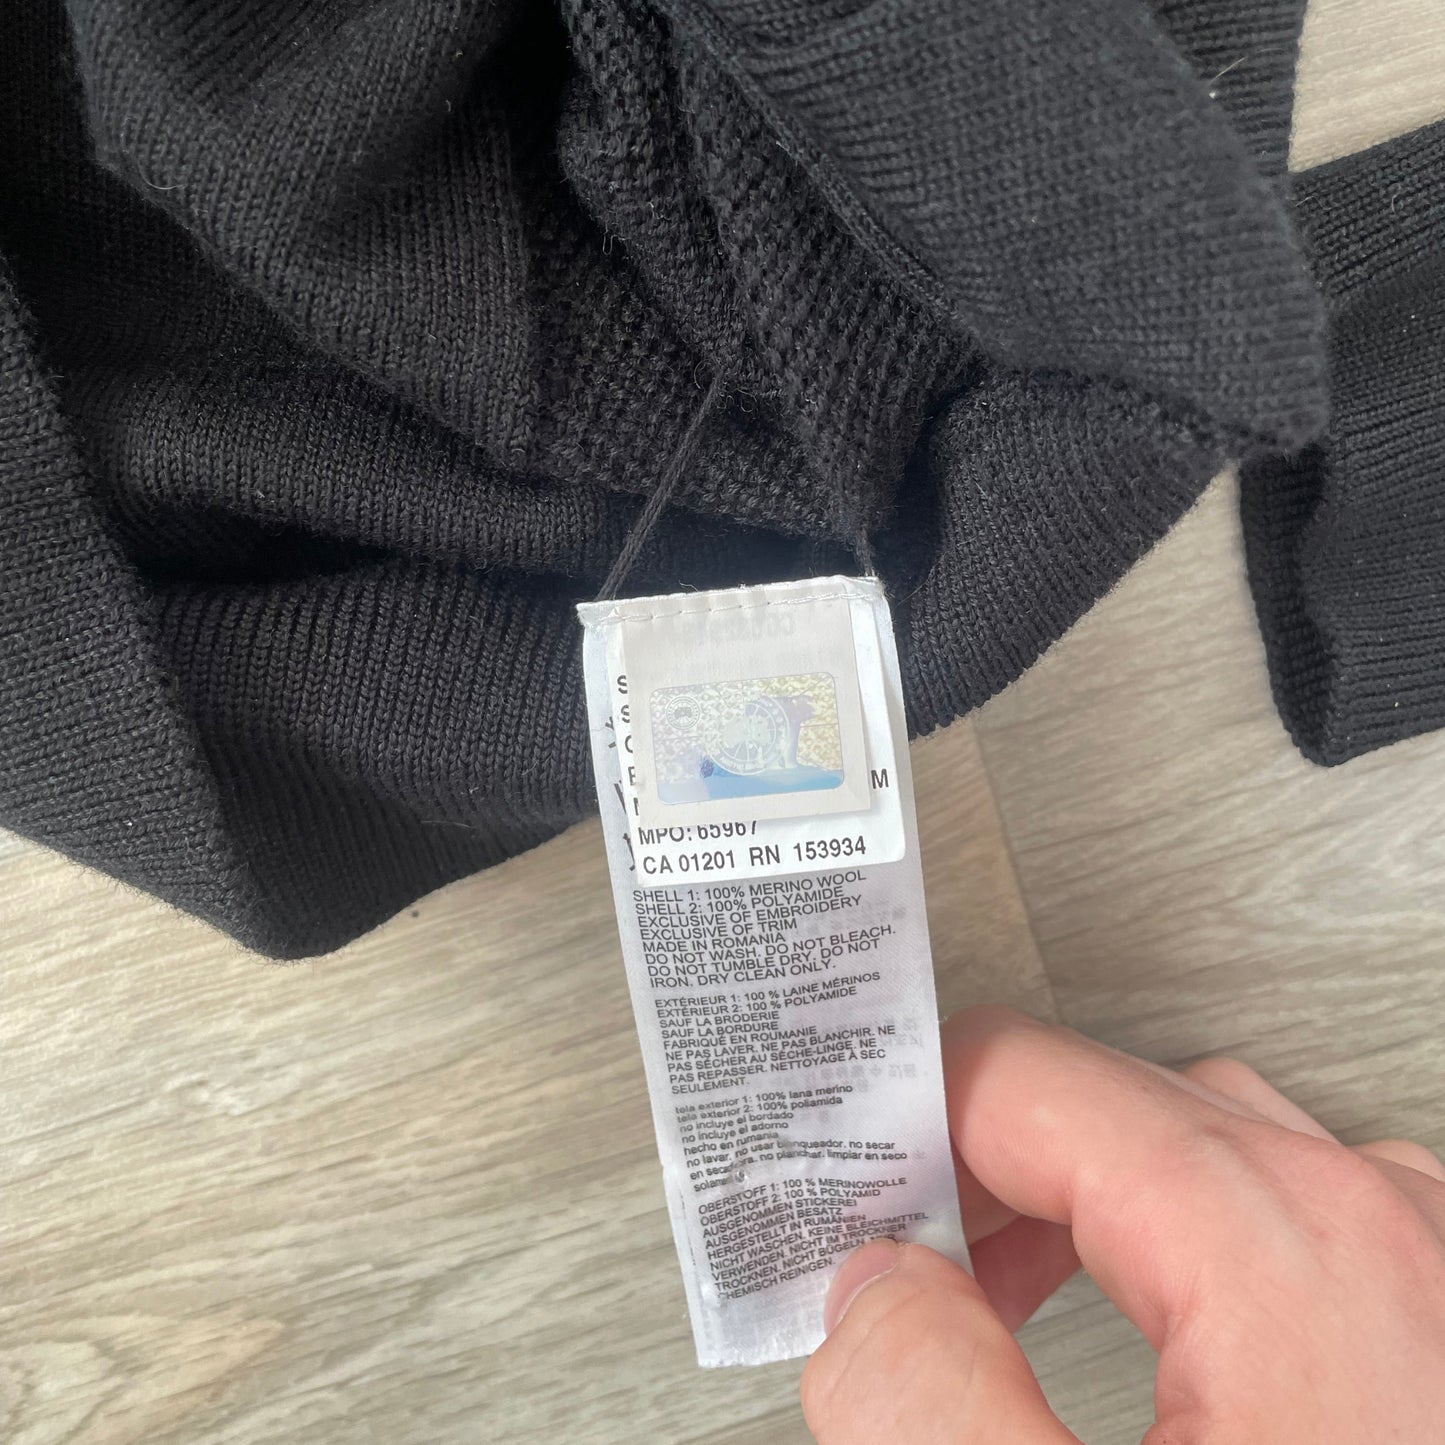 M
MPO: 65967
CA 01201 RN 153934
SHELL 1: 100% MERINO WOOL
SHELL 2: 100% POLYAMIDE
EXCLUSIVE OF EMBROIDERY
EXCLUSIVE OF TRIM
MADE IN ROMANIA
DO NOT WASH. DO NOT BLEACH.
DO NOT TUMBLE DRY. DO NOT
IRON. DRY CLEAN ONLY.
EXTÉRIEUR 1: 100 % LAINE MÉRINOS
EXTÉRIEUR 2: 100 % POLYAMIDE
SAUF LA BRODERIE
SAUF LA BORDURE
FABRIQUÉ EN ROUMANIE
NE PAS LAVER. NE PAS BLANCHIR. NE
PAS SÉCHER AU SÈCHE-LINGE. NE
PAS REPASSER. NETTOYAGE À SEC
SEULEMENT.
tela exterior 1: 100% lana merino
tela exterior 2: 100% poliamida
no incluye el bordado
no incluye el adorno
hecho en rumania
no lavar. no usar blanqueador. no secar
en secadora. no planchar. limpiar en seco
OBERSTOFF 1: 100 % MERINOWOLLE
OBERSTOFF 2: 100 % POLYAMID
AUSGENOMMEN STICKEREI
AUSGENOMMEN BESATZ
HERGESTELLT IN RUMÄNIEN
NICHT WASCHEN. KEINE BLEICHMITTEL
VERWENDEN. NICHT IM TROCKNER
TROCKNEN. NICHT BÜGELN.
CHEMISCH REINIGEN.